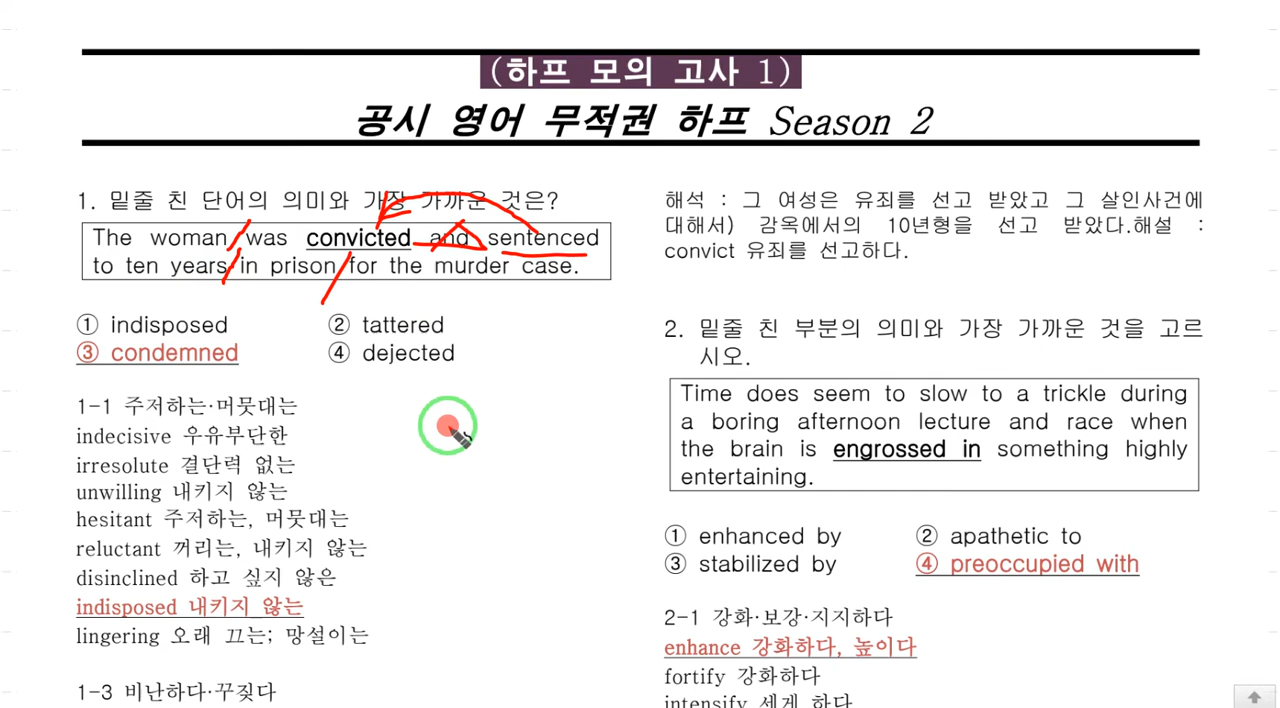 (하프 모의 고사 1)
공시 영어 무적권 하프 Season 2
1. 밑줄 친 단어의 의미와 가장 가까운 것은?
The woman was convicted and sentenced
to ten years in prison for the murder case.
① indisposed ② tattered
③ condemned ④ dejected
1-1 주저하는·머뭇대는
indecisive 우유부단한
irresolute 결단력 없는
unwilling 내키지 않는
hesitant 주저하는, 머뭇대는
reluctant 꺼리는, 내키지 않는
disinclined 하고 싶지 않은
indisposed 내키지 않는
lingering 오래 끄는; 망설이는
1-3 비난하다·꾸짖다
해석 : 그 여성은 유죄를 선고 받았고 그 살인사건에
대해서) 감옥에서의 10년형을 선고 받았다.해설 :
convict 유죄를 선고하다.
2. 밑줄 친 부분의 의미와 가장 가까운 것을 고르
시오.
Time does seem to slow to a trickle during
a boring afternoon lecture and race when
the brain is engrossed in something highly
entertaining.
① enhanced by ② apathetic to
③ stabilized by ④ preoccupied with
2-1 강화·보강·지지하다
enhance 강화하다, 높이다
fortify 강화하다
intensify 세게 하다